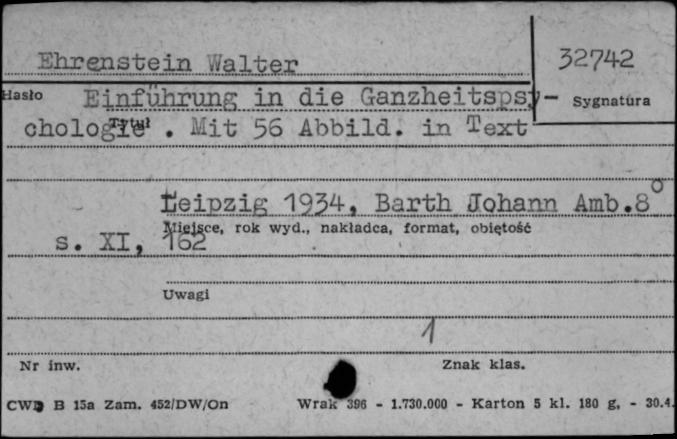 Ehrenstein Walter
32742
Hasło
Einführung in die Ganzheitspsy-
Sygnatura
chologie. Mit 56 Abbild. in Text
Tytuł
Leipzig 1934, Barth Johann Amb.8°
Miejsce, rok wyd., nakładca, format, objętość
s. XI, 162
Uwagi
1
Nr inw.
Znak klas.
CWD B 15a Zam. 452/DW/On
Wrak 396 - 1.730.000 - Karton 5 kl. 180 g, - 30.4.